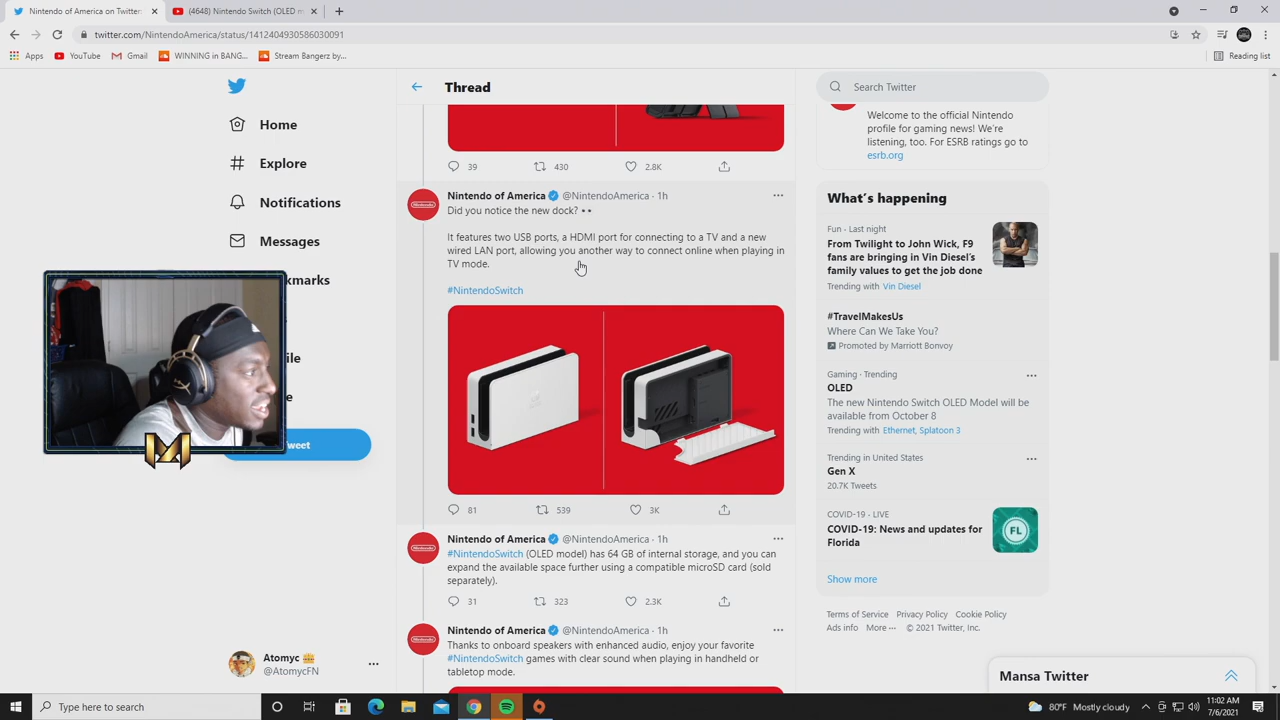 Nintendo of America on Twitter:
(4648) Nintendo Switch (OLED m
twitter.com/NintendoAmerica/status/1412404930586030091
Apps
YouTube
Gmail
WINNING in BANG...
Stream Bangerz by...
Reading list
Home
Explore
Notifications
Messages
kmarks
ile
e
weet
Atomyc
@AtomycFN
Thread
39
430
2.8K
Nintendo of America @NintendoAmerica · 1h
Did you notice the new dock? 👀
It features two USB ports, a HDMI port for connecting to a TV and a new
wired LAN port, allowing you another way to connect online when playing in
TV mode.
#NintendoSwitch
81
539
3K
Nintendo of America @NintendoAmerica · 1h
#NintendoSwitch (OLED model) has 64 GB of internal storage, and you can
expand the available space further using a compatible microSD card (sold
separately).
31
323
2.3K
Nintendo of America @NintendoAmerica · 1h
Thanks to onboard speakers with enhanced audio, enjoy your favorite
#NintendoSwitch games with clear sound when playing in handheld or
tabletop mode.
Search Twitter
Welcome to the official Nintendo
profile for gaming news! We're
listening, too. For ESRB ratings go to
esrb.org
What's happening
Fun · Last night
From Twilight to John Wick, F9
fans are bringing in Vin Diesel's
family values to get the job done
Trending with Vin Diesel
#TravelMakesUs
Where Can We Take You?
Promoted by Marriott Bonvoy
Gaming · Trending
OLED
The new Nintendo Switch OLED Model will be
available from October 8
Trending with Ethernet, Splatoon 3
Trending in United States
Gen X
20.7K Tweets
COVID-19 · LIVE
COVID-19: News and updates for
Florida
FL
Show more
Terms of Service Privacy Policy Cookie Policy
Ads info More ··· © 2021 Twitter, Inc.
Mansa Twitter
Type here to search
80°F Mostly cloudy
11:02 AM
7/6/2021